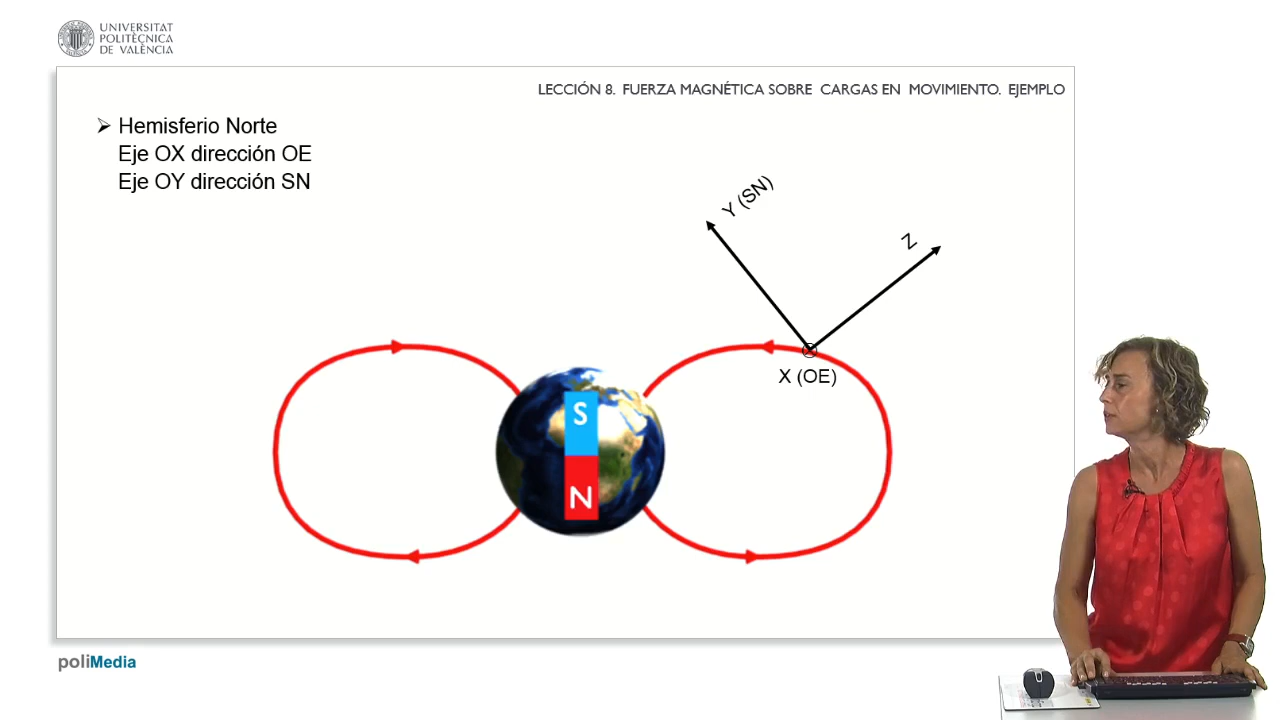 UNIVERSITAT
POLITÈCNICA
DE VALÈNCIA
LECCIÓN 8. FUERZA MAGNÉTICA SOBRE CARGAS EN MOVIMIENTO. EJEMPLO
➢ Hemisferio Norte
Eje OX dirección OE
Eje OY dirección SN
Y (SN)
Z
X (OE)
S
N
poliMedia